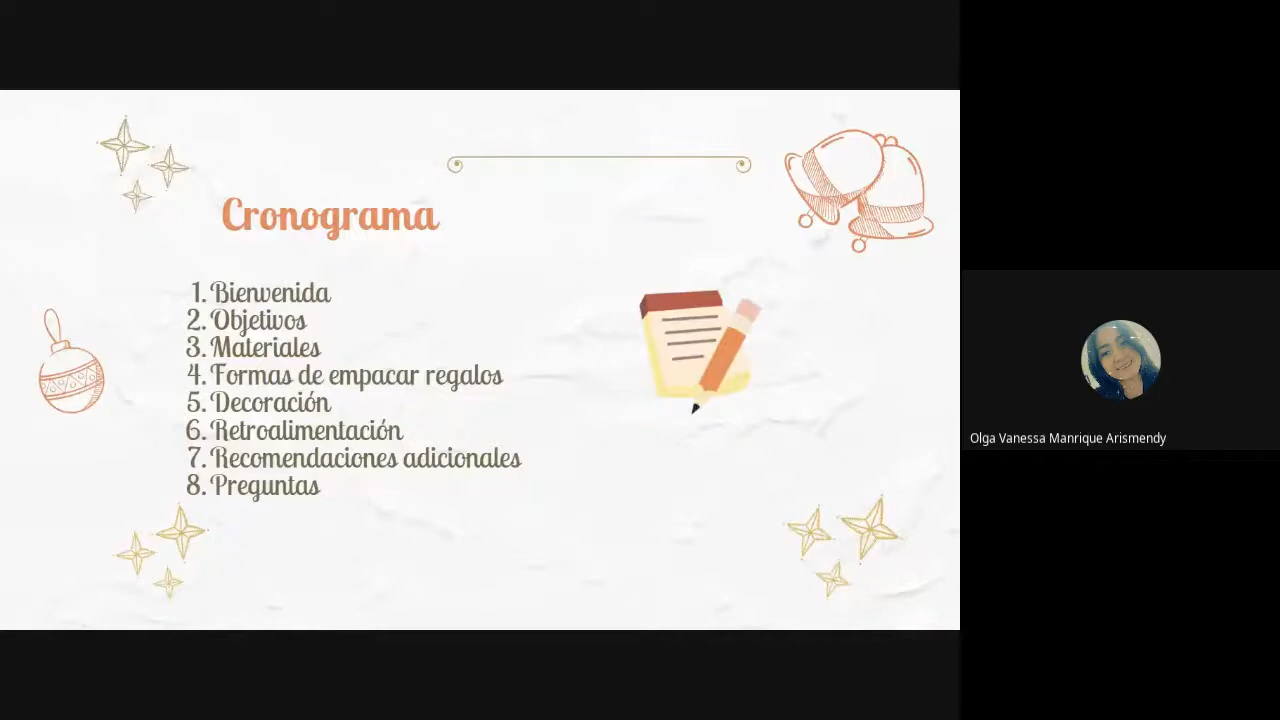 Cronograma
1. Bienvenida
2. Objetivos
3. Materiales
4. Formas de empacar regalos
5. Decoración
6. Retroalimentación
7. Recomendaciones adicionales
8. Preguntas
Olga Vanessa Manrique Arismendy